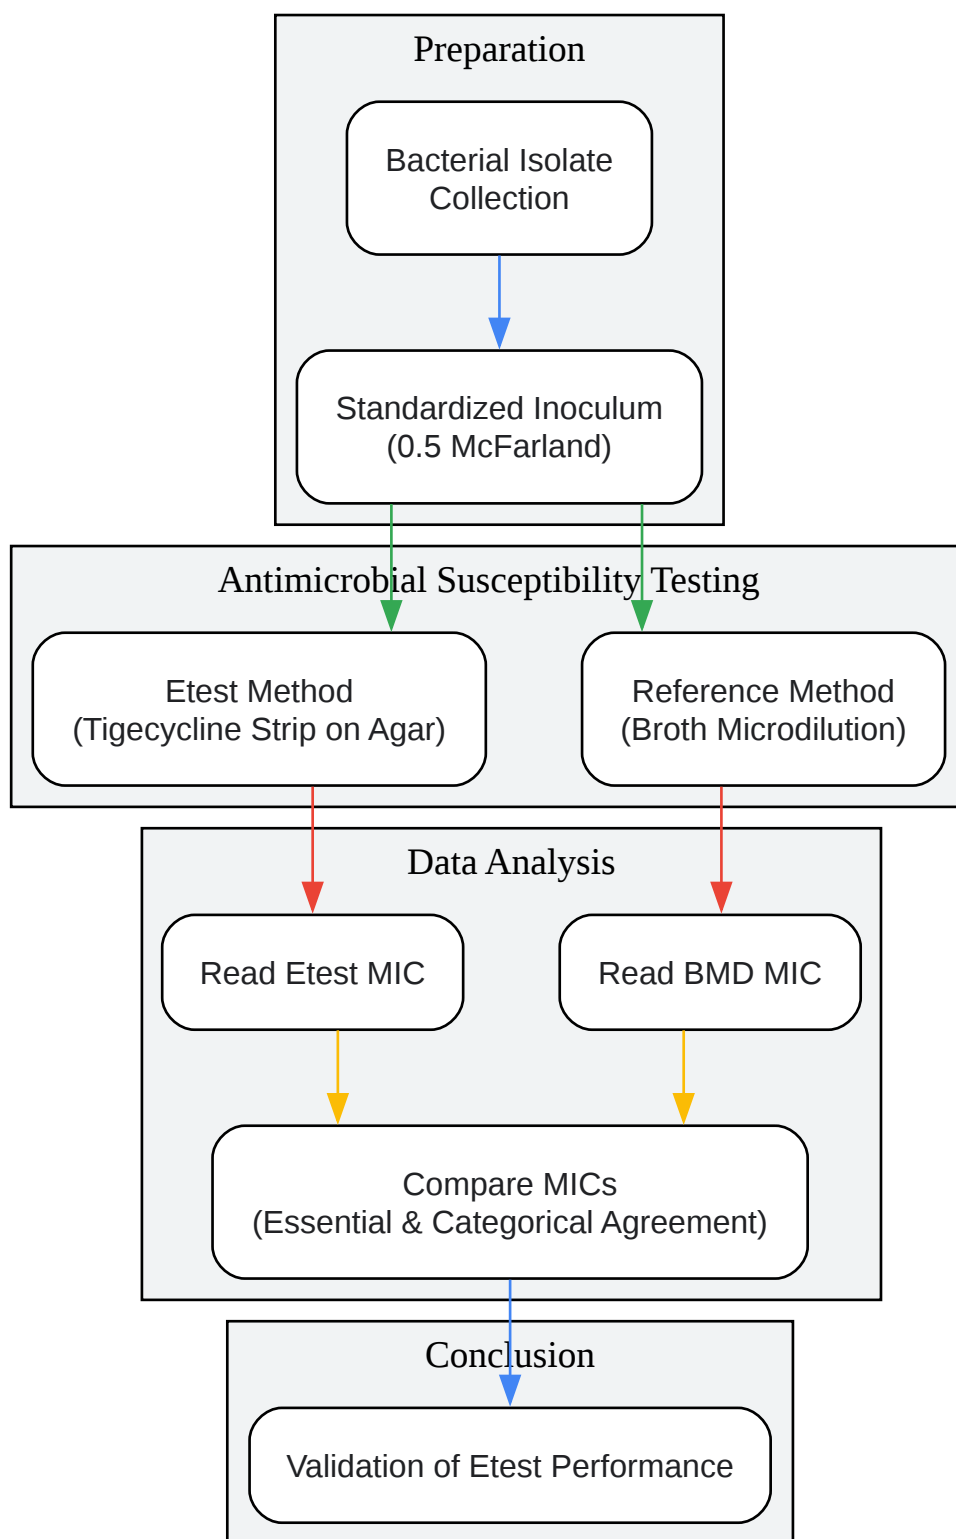 Preparation
Bacterial Isolate
Collection
Standardized Inoculum
(0.5 McFarland)
Antimicrobial Susceptibility Testing
Etest Method
(Tigecycline Strip on Agar)
Reference Method
(Broth Microdilution)
Data Analysis
Read Etest MIC
Read BMD MIC
Compare MICs
(Essential & Categorical Agreement)
Conclusion
Validation of Etest Performance